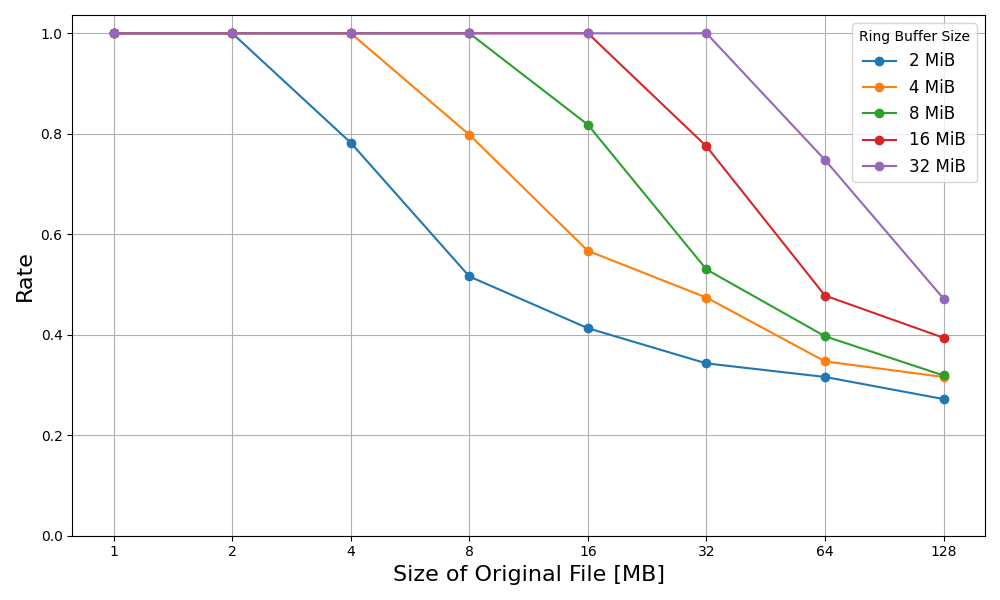 Ring Buffer Size
2 MiB
4 MiB
8 MiB
16 MiB
32 MiB
Rate
1.0
0.8
0.6
0.4
0.2
0.0
1 2 4 8 16 32 64 128
Size of Original File [MB]